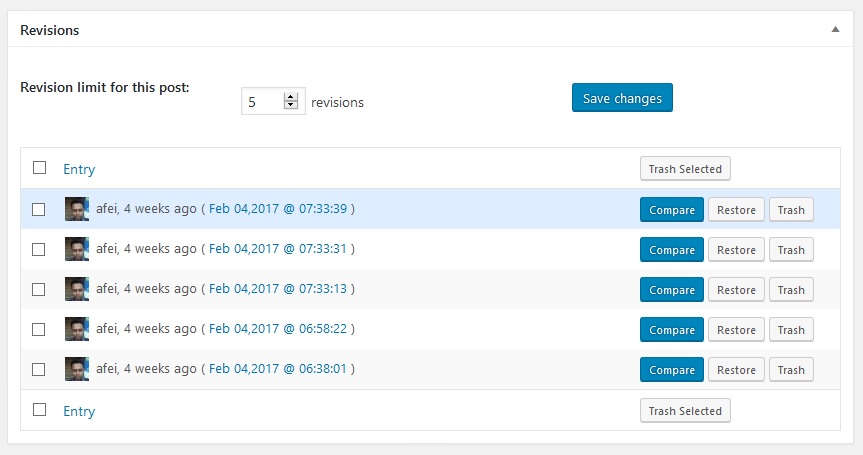 Revisions
Revision limit for this post: 5 revisions Save changes
Entry Trash Selected
afei, 4 weeks ago ( Feb 04,2017 @ 07:33:39 ) Compare Restore Trash
afei, 4 weeks ago ( Feb 04,2017 @ 07:33:31 ) Compare Restore Trash
afei, 4 weeks ago ( Feb 04,2017 @ 07:33:13 ) Compare Restore Trash
afei, 4 weeks ago ( Feb 04,2017 @ 06:58:22 ) Compare Restore Trash
afei, 4 weeks ago ( Feb 04,2017 @ 06:38:01 ) Compare Restore Trash
Entry Trash Selected